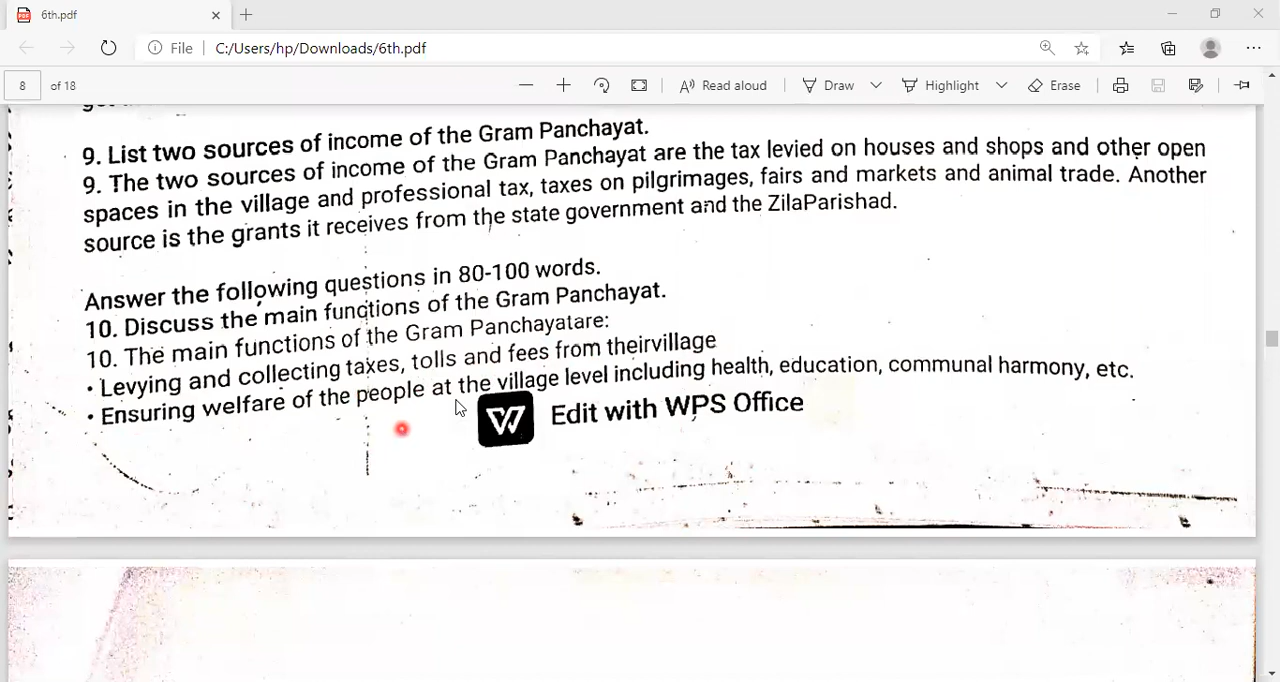 6th.pdf
File
C:/Users/hp/Downloads/6th.pdf
8 of 18
Read aloud
Draw
Highlight
Erase
9. List two sources of income of the Gram Panchayat.
9. The two sources of income of the Gram Panchayat are the tax levied on houses and shops and other open
spaces in the village and professional tax, taxes on pilgrimages, fairs and markets and animal trade. Another
source is the grants it receives from the state government and the ZilaParishad.
Answer the following questions in 80-100 words.
10. Discuss the main functions of the Gram Panchayat.
10. The main functions of the Gram Panchayatare:
• Levying and collecting taxes, tolls and fees from theirvillage
• Ensuring welfare of the people at the village level including health, education, communal harmony, etc.
W Edit with WPS Office